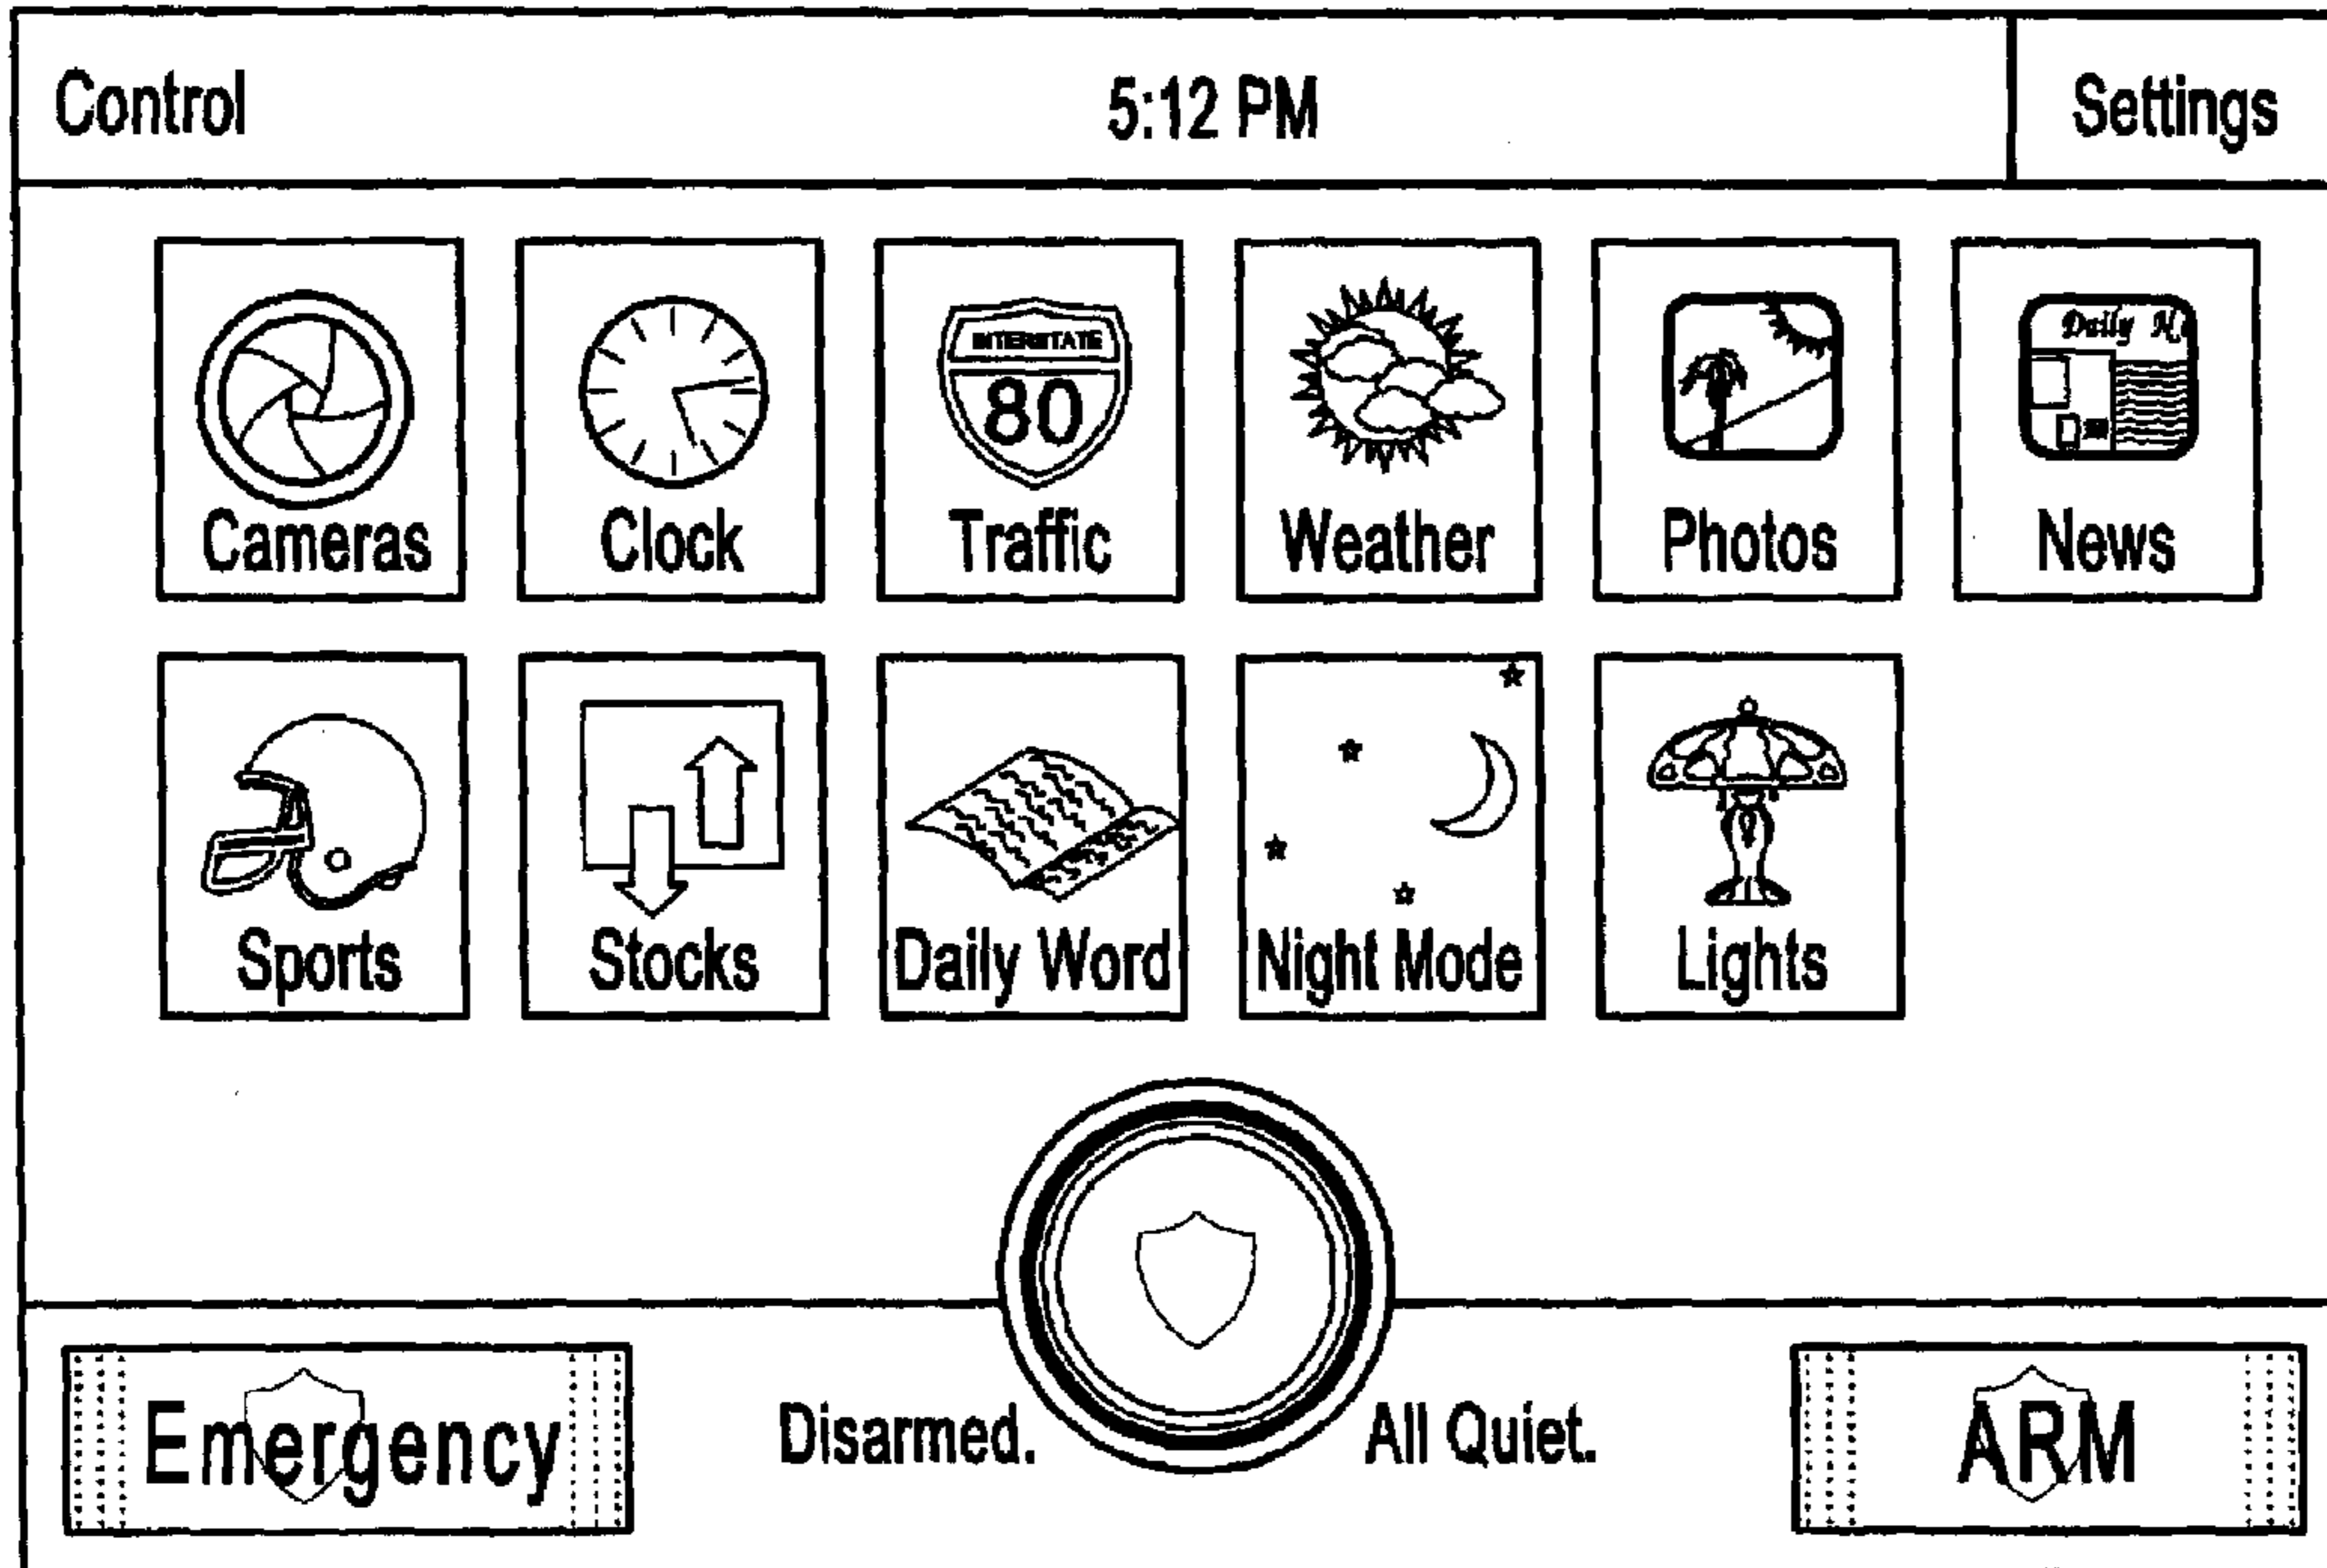 Control 5:12 PM Settings
INTERSTATE
80
Daily
Cameras Clock Traffic Weather Photos News
Sports Stocks Daily Word Night Mode Lights
Emergency Disarmed. All Quiet. ARM